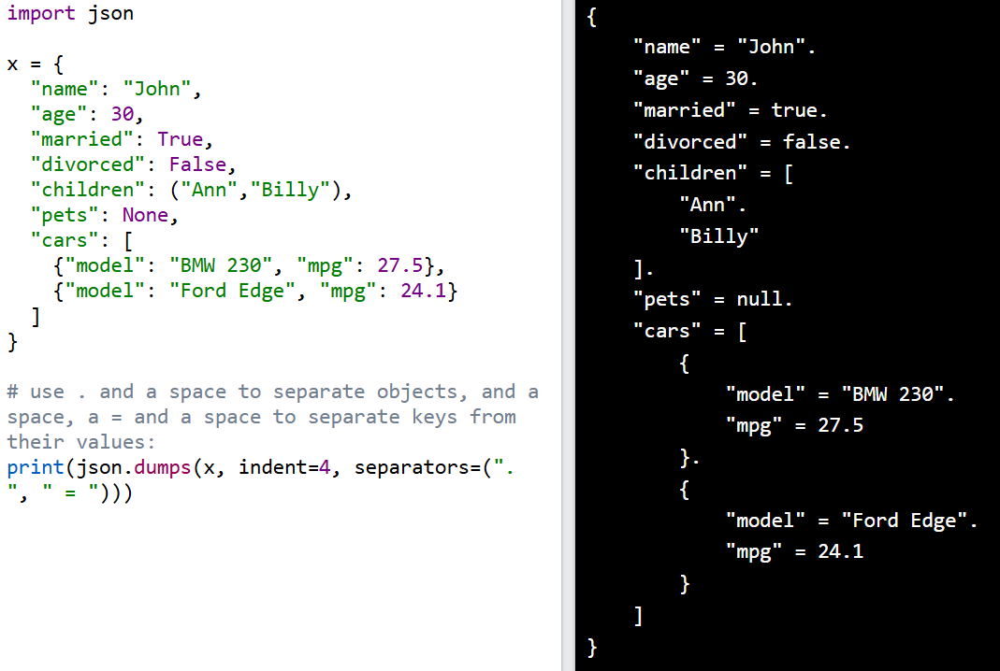 import json

x = {
  "name": "John",
  "age": 30,
  "married": True,
  "divorced": False,
  "children": ("Ann","Billy"),
  "pets": None,
  "cars": [
    {"model": "BMW 230", "mpg": 27.5},
    {"model": "Ford Edge", "mpg": 24.1}
  ]
}

# use . and a space to separate objects, and a
space, a = and a space to separate keys from
their values:
print(json.dumps(x, indent=4, separators=(".
", " = ")))

{
    "name" = "John".
    "age" = 30.
    "married" = true.
    "divorced" = false.
    "children" = [
        "Ann".
        "Billy"
    ].
    "pets" = null.
    "cars" = [
        {
            "model" = "BMW 230".
            "mpg" = 27.5
        }.
        {
            "model" = "Ford Edge".
            "mpg" = 24.1
        }
    ]
}